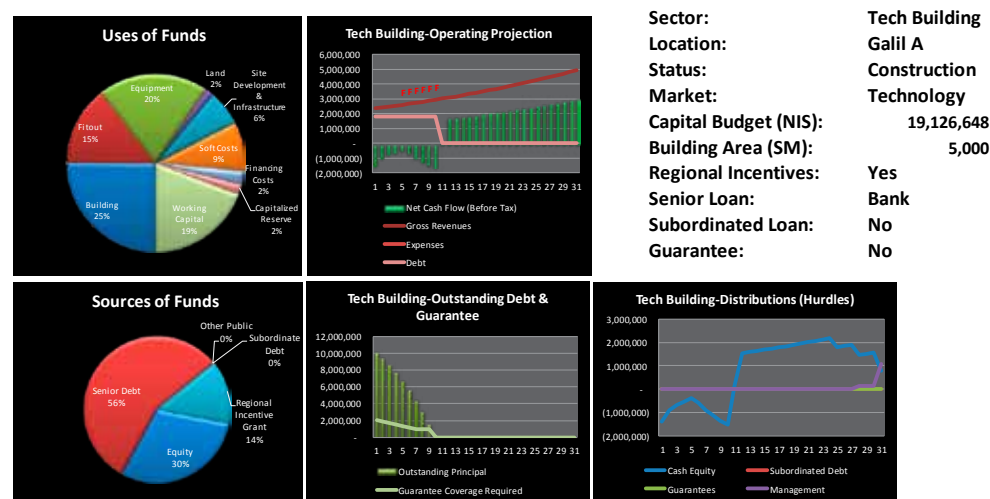 Uses of Funds
Land
2%
Site
Development
&
Infrastructure
6%
Equipment
20%
Fitout
15%
Soft Costs
9%
Financing
Costs
2%
Capitalized
Reserve
2%
Building
25%
Working
Capital
19%
Tech Building-Operating Projection
6,000,000
5,000,000
4,000,000
3,000,000
2,000,000
1,000,000
-
(1,000,000)
(2,000,000)
1 3 5 7 9 11 13 15 17 19 21 23 25 27 29 31
F F F F F F
Net Cash Flow (Before Tax)
Gross Revenues
Expenses
Debt
Sector: Tech Building
Location: Galil A
Status: Construction
Market: Technology
Capital Budget (NIS): 19,126,648
Building Area (SM): 5,000
Regional Incentives: Yes
Senior Loan: Bank
Subordinated Loan: No
Guarantee: No
Sources of Funds
Other Public
0%
Subordinate
Debt
0%
Senior Debt
56%
Regional
Incentive
Grant
14%
Equity
30%
Tech Building-Outstanding Debt &
Guarantee
12,000,000
10,000,000
8,000,000
6,000,000
4,000,000
2,000,000
-
1 3 5 7 9 11 13 15 17 19 21 23 25 27 29 31
Outstanding Principal
Guarantee Coverage Required
Tech Building-Distributions (Hurdles)
3,000,000
2,000,000
1,000,000
-
(1,000,000)
(2,000,000)
1 3 5 7 9 11 13 15 17 19 21 23 25 27 29 31
Cash Equity
Subordinated Debt
Guarantees
Management